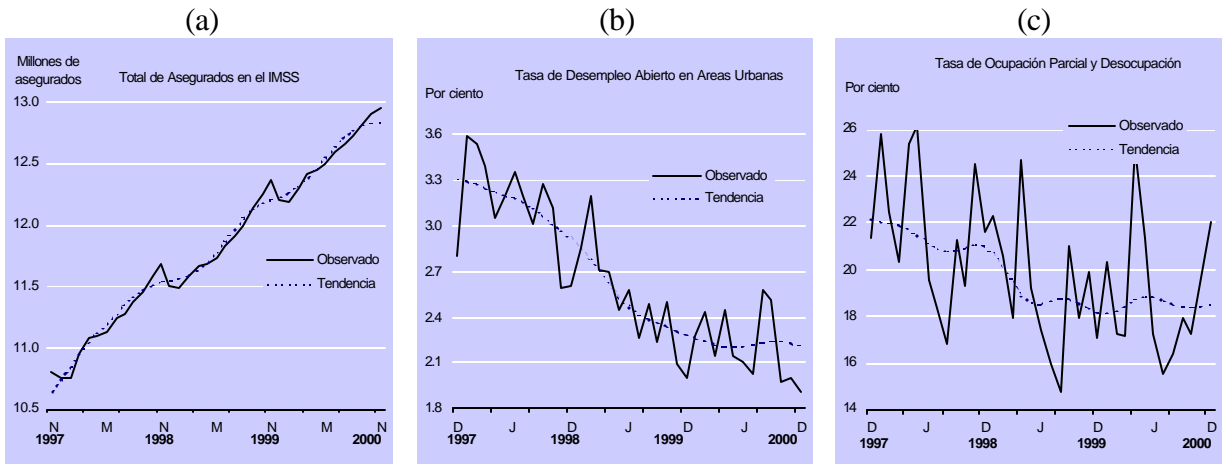 (a)
Millones de
asegurados
Total de Asegurados en el IMSS
13.0
12.5
12.0
11.5
11.0
10.5
Observado
Tendencia
N M N M N M N
1997 1998 1999 2000
(b)
Tasa de Desempleo Abierto en Areas Urbanas
Por ciento
3.6
3.3
3.0
2.7
2.4
2.1
1.8
Observado
Tendencia
D J D J D J D
1997 1998 1999 2000
(c)
Tasa de Ocupación Parcial y Desocupación
Por ciento
26
24
22
20
18
16
14
Observado
Tendencia
D J D J D J D
1997 1998 1999 2000